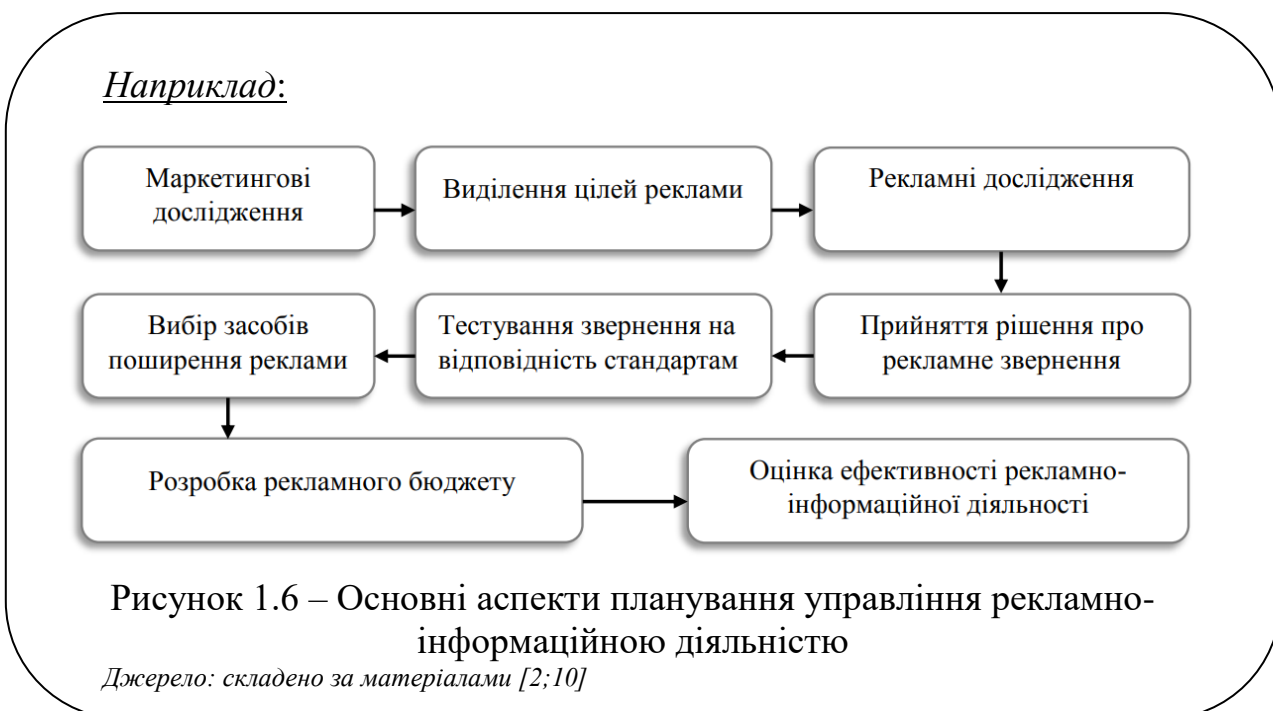 Наприклад:
Маркетингові
дослідження
Виділення цілей реклами
Рекламні дослідження
Прийняття рішення про
рекламне звернення
Тестування звернення на
відповідність стандартам
Вибір засобів
поширення реклами
Розробка рекламного бюджету
Оцінка ефективності рекламно-
інформаційної діяльності
Рисунок 1.6 – Основні аспекти планування управління рекламно-
інформаційною діяльністю
Джерело: складено за матеріалами [2;10]